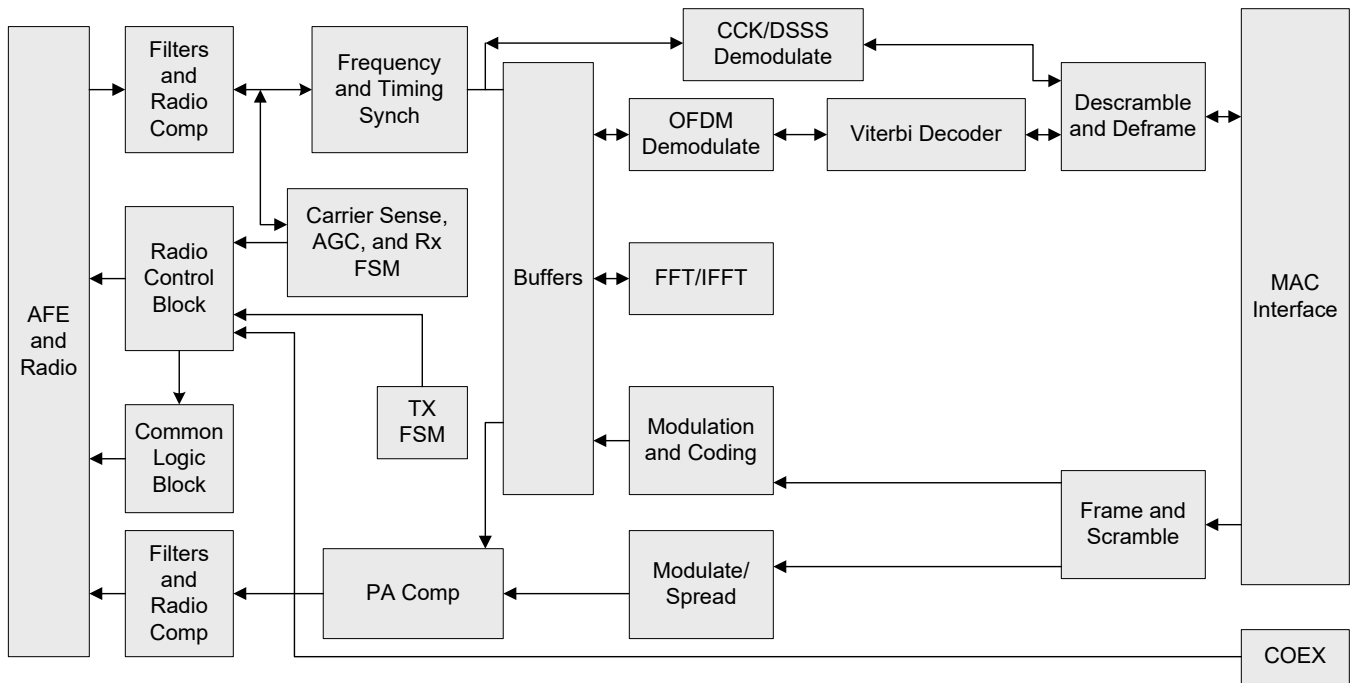 AFE
and
Radio
Filters
and
Radio
Comp
Frequency
and Timing
Synch
CCK/DSSS
Demodulate
OFDM
Demodulate
Viterbi Decoder
Descramble
and Deframe
MAC
Interface
Carrier Sense,
AGC, and Rx
FSM
Radio
Control
Block
Buffers
FFT/IFFT
TX
FSM
Common
Logic
Block
Modulation
and Coding
Frame and
Scramble
Filters
and
Radio
Comp
PA Comp
Modulate/
Spread
COEX